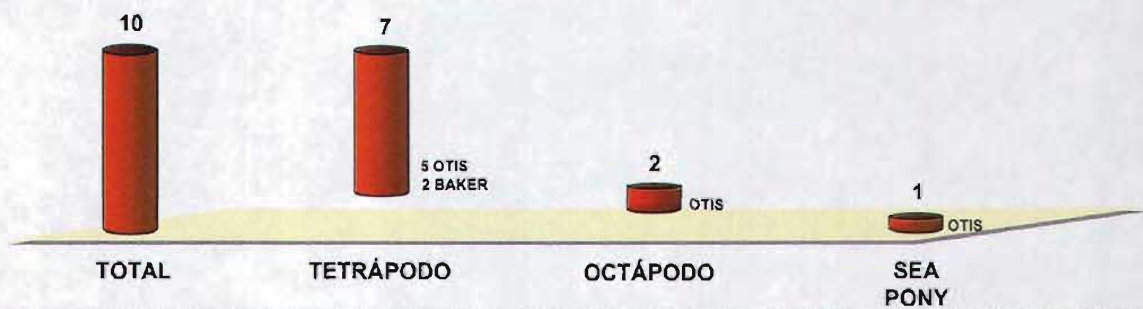 10
7
5 OTIS
2 BAKER
2
OTIS
1
OTIS
TOTAL
TETRÁPODO
OCTÁPODO
SEA
PONY